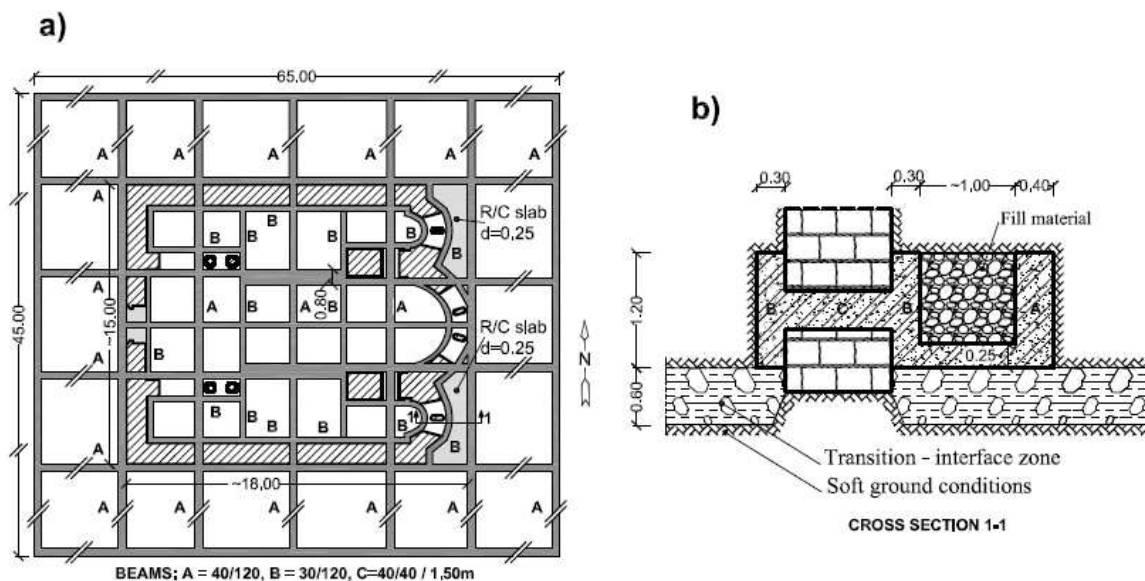 a)
65.00
A A A A A A
A A
R/C slab
d=0,25
B B B B B B
45.00
~15,00
A B A A B A
0,80
R/C slab
d=0.25
N
A B A
B B B B B
1 1
B
A
~18,00
A A A A A A
BEAMS; A = 40/120, B = 30/120, C=40/40 / 1,50m
b)
0.30 0.30 ~1,00 0,40
Fill material
1.20
B C B A
0.25
0.60
Transition - interface zone
Soft ground conditions
CROSS SECTION 1-1